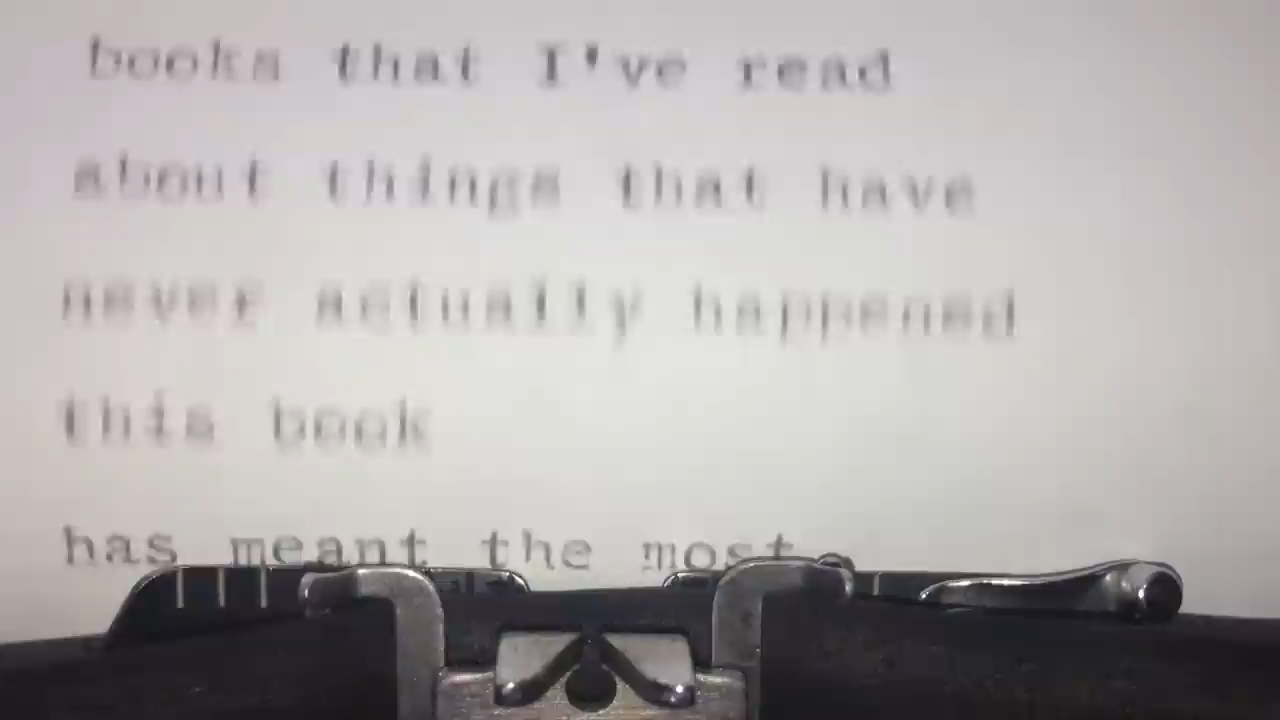 books that I've read
about things that have
never actually happened
this book
has meant the most